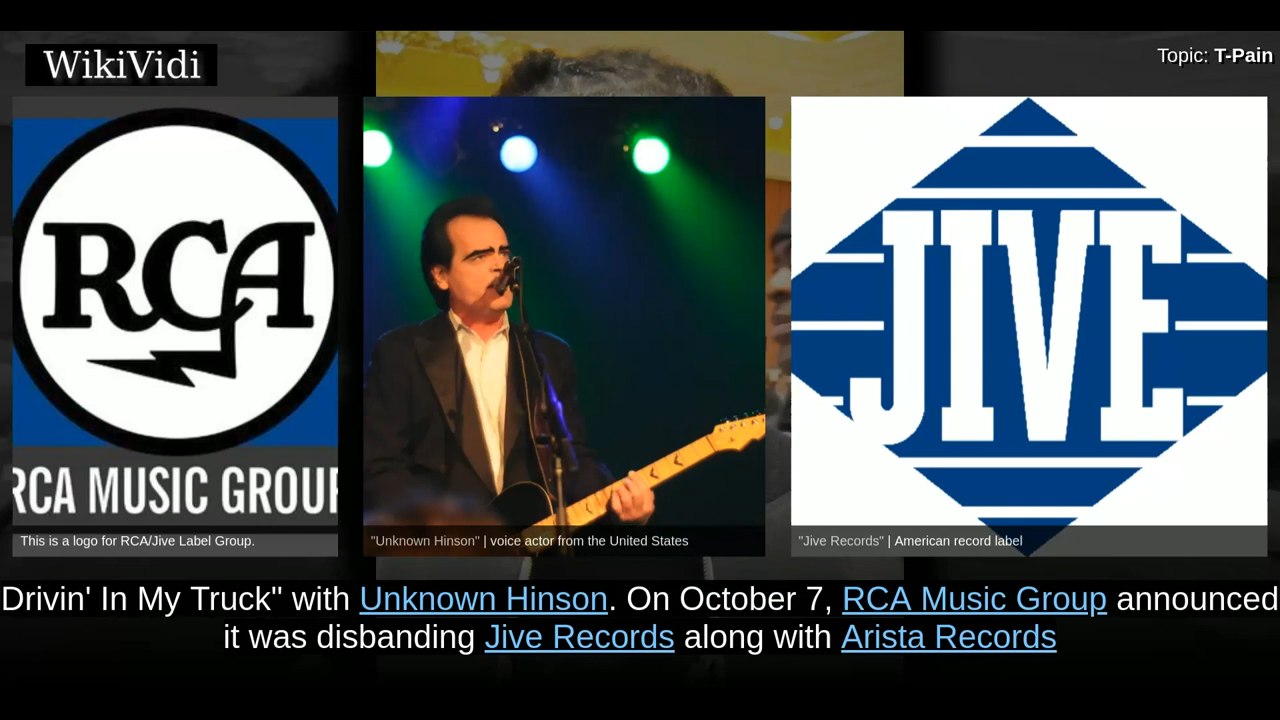 WikiVidi
Topic: T-Pain
RCA
RCA MUSIC GROUP
JIVE
This is a logo for RCA/Jive Label Group.
"Unknown Hinson" | voice actor from the United States
"Jive Records" | American record label
Drivin' In My Truck" with Unknown Hinson. On October 7, RCA Music Group announced
it was disbanding Jive Records along with Arista Records